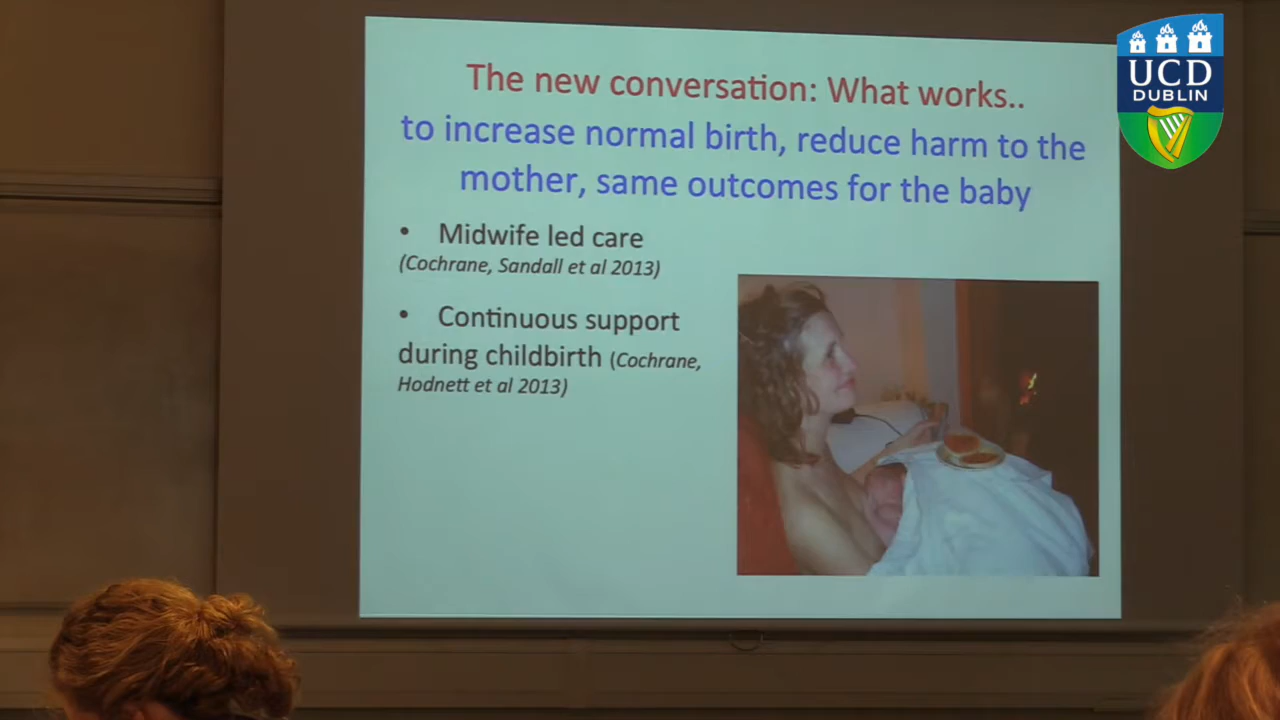 The new conversation: What works..
to increase normal birth, reduce harm to the
mother, same outcomes for the baby
• Midwife led care
(Cochrane, Sandall et al 2013)
• Continuous support
during childbirth (Cochrane,
Hodnett et al 2013)
UCD
DUBLIN